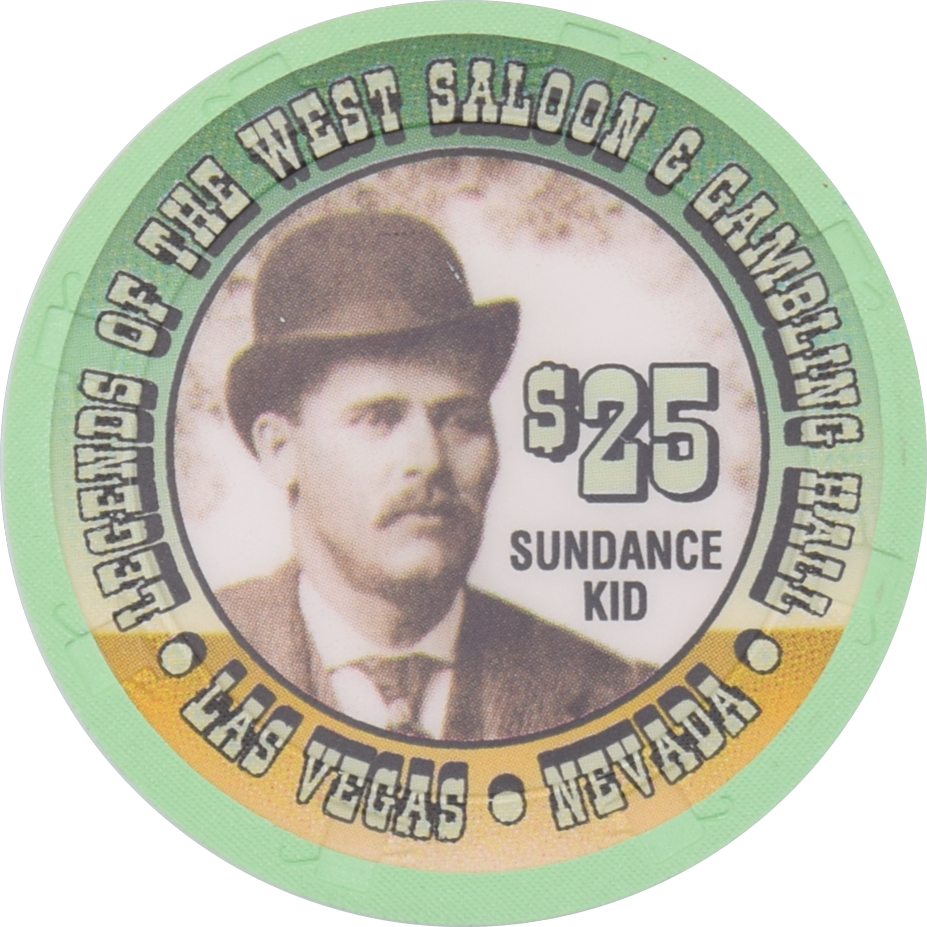 LEGENDS OF THE WEST SALOON & GAMBLING HALL
$25
SUNDANCE
KID
• LAS VEGAS • NEVADA •